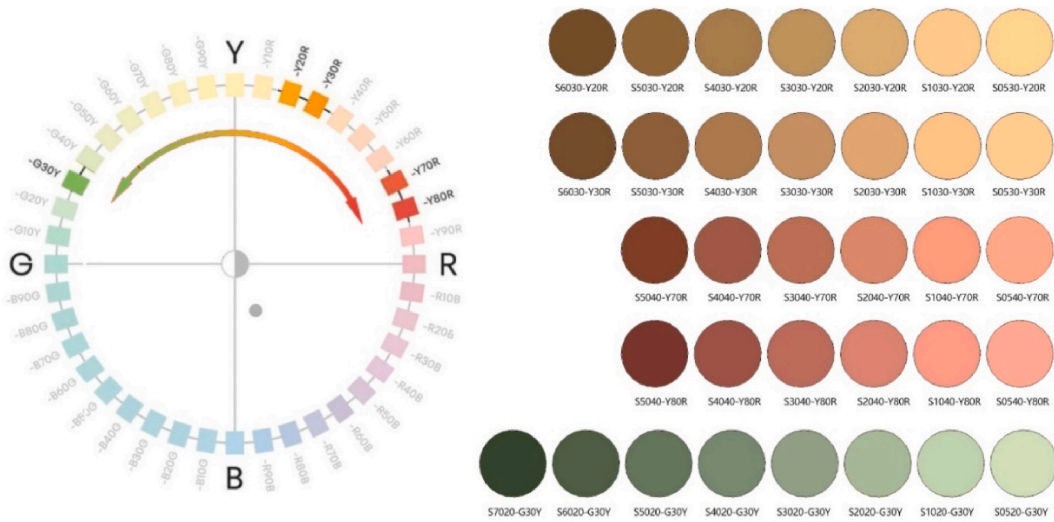 Y
-Y10R
-Y20R
-Y30R
-Y40R
-Y50R
-Y60R
-Y70R
-Y80R
-Y90R
R
-R10B
-R20B
-R30B
-R40B
-R50B
-R60B
-R70B
-R80B
-R90B
B
-B10G
-B20G
-B30G
-B40G
-B50G
-B60G
-B70G
-B80G
-B90G
G
-G10Y
-G20Y
-G30Y
-G40Y
-G50Y
-G60Y
-G70Y
-G80Y
-G90Y
S6030-Y20R S5030-Y20R S4030-Y20R S3030-Y20R S2030-Y20R S1030-Y20R S0530-Y20R
S6030-Y30R S5030-Y30R S4030-Y30R S3030-Y30R S2030-Y30R S1030-Y30R S0530-Y30R
S5040-Y70R S4040-Y70R S3040-Y70R S2040-Y70R S1040-Y70R S0540-Y70R
S5040-Y80R S4040-Y80R S3040-Y80R S2040-Y80R S1040-Y80R S0540-Y80R
S7020-G30Y S6020-G30Y S5020-G30Y S4020-G30Y S3020-G30Y S2020-G30Y S1020-G30Y S0520-G30Y